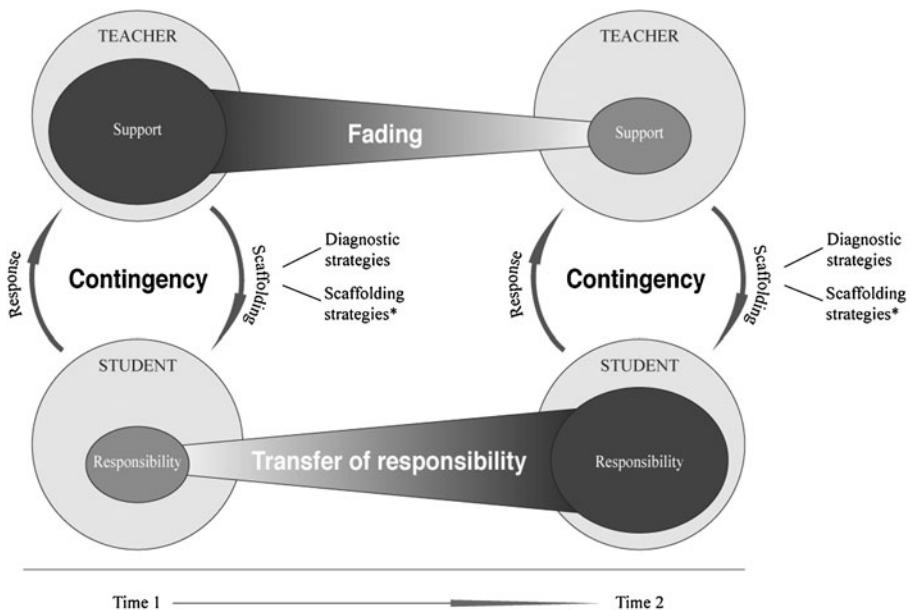 TEACHER
TEACHER
Support
Fading
Support
Response
Contingency
Scaffolding
Diagnostic
strategies
Scaffolding
strategies*
Response
Contingency
Scaffolding
Diagnostic
strategies
Scaffolding
strategies*
STUDENT
STUDENT
Responsibility
Transfer of responsibility
Responsibility
Time 1
Time 2